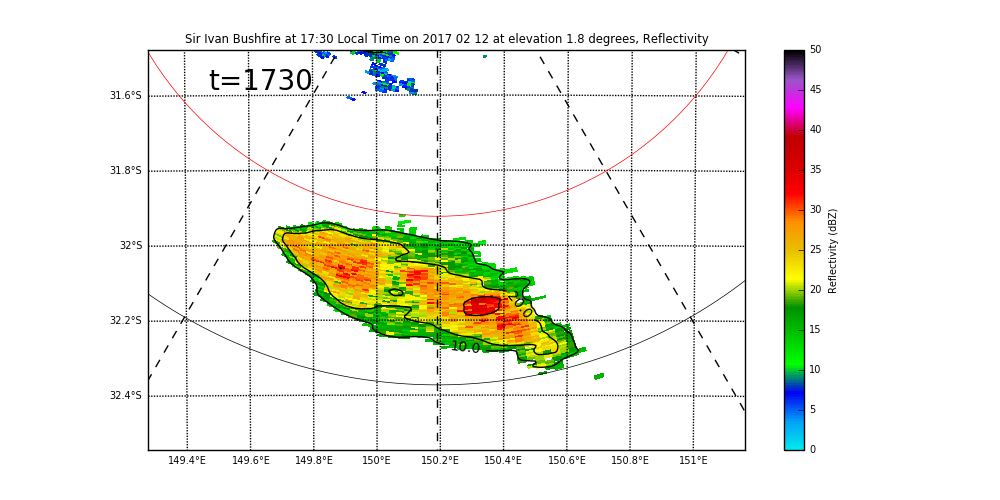 Sir Ivan Bushfire at 17:30 Local Time on 2017 02 12 at elevation 1.8 degrees, Reflectivity
t=1730
31.6°S
31.8°S
32°S
32.2°S
32.4°S
10.0
149.4°E 149.6°E 149.8°E 150°E 150.2°E 150.4°E 150.6°E 150.8°E 151°E
50
45
40
35
30
25
20
15
10
5
0
Reflectivity (dBZ)